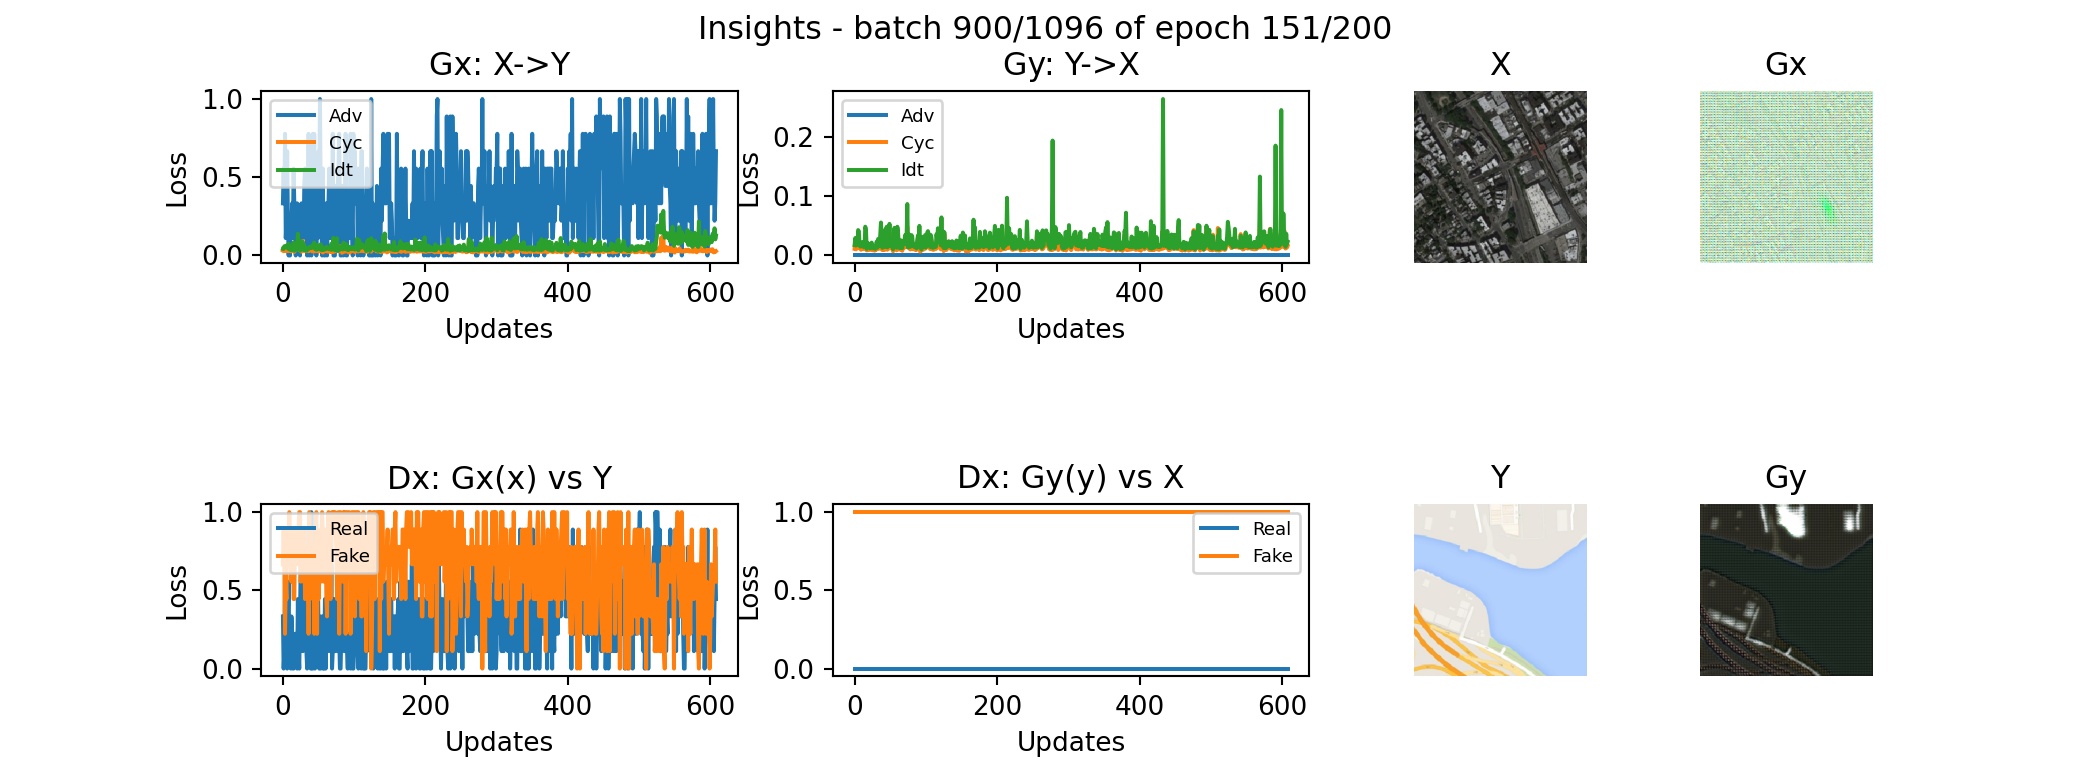 Insights - batch 900/1096 of epoch 151/200
Gx: X->Y
1.0
0.5
0.0
Loss
Adv
Cyc
Idt
0
200
400
600
Updates
Gy: Y->X
0.2
0.1
0.0
Loss
Adv
Cyc
Idt
0
200
400
600
Updates
X
Gx
Dx: Gx(x) vs Y
1.0
0.5
0.0
Loss
Real
Fake
0
200
400
600
Updates
Dx: Gy(y) vs X
1.0
0.5
0.0
Loss
Real
Fake
0
200
400
600
Updates
Y
Gy